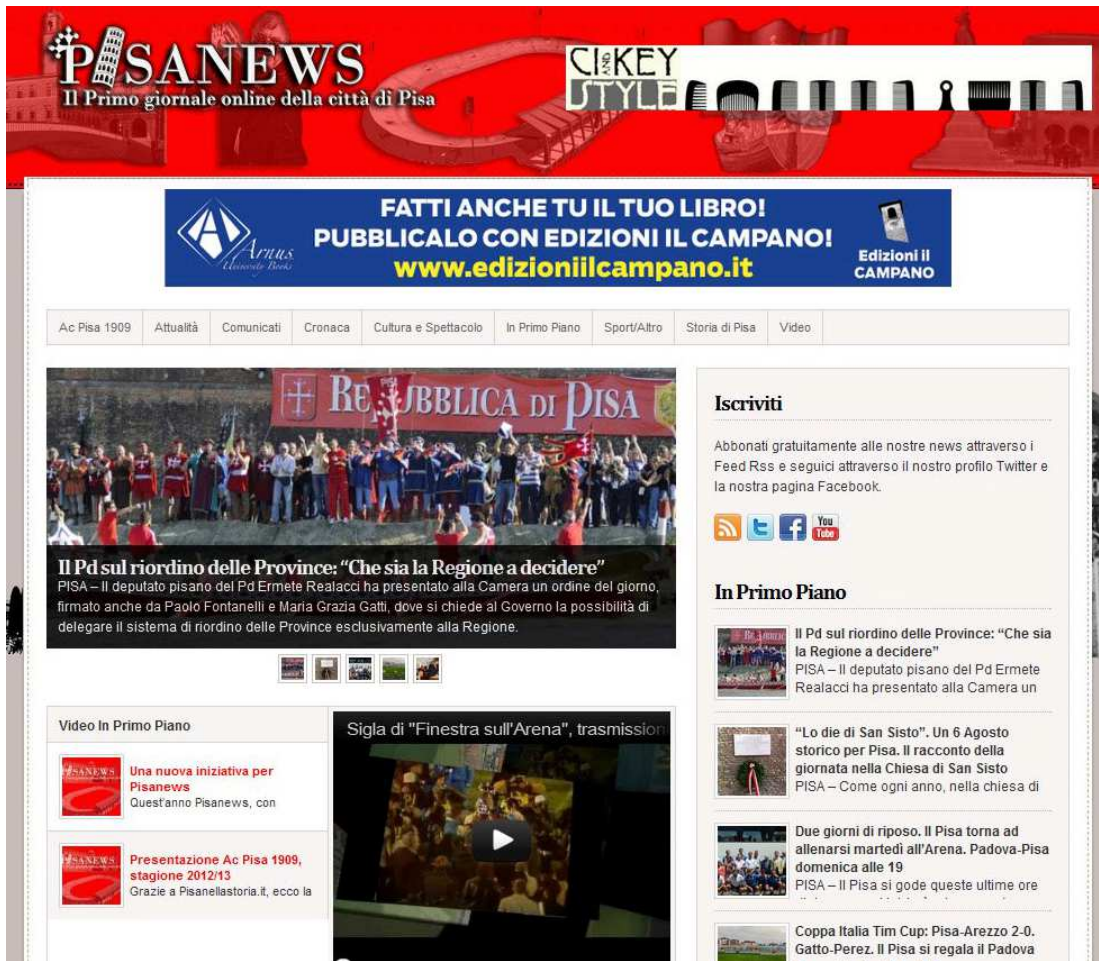 PISANEWS
Il Primo giornale online della città di Pisa
CI AND KEY
STYLE
Arnus
University Books
FATTI ANCHE TU IL TUO LIBRO!
PUBBLICALO CON EDIZIONI IL CAMPANO!
www.edizioniilcampano.it
Edizioni il
CAMPANO
Ac Pisa 1909 Attualità Comunicati Cronaca Cultura e Spettacolo In Primo Piano Sport/Altro Storia di Pisa Video
REPUBBLICA DI PISA
Il Pd sul riordino delle Province: “Che sia la Regione a decidere”
PISA – Il deputato pisano del Pd Ermete Realacci ha presentato alla Camera un ordine del giorno,
firmato anche da Paolo Fontanelli e Maria Grazia Gatti, dove si chiede al Governo la possibilità di
delegare il sistema di riordino delle Province esclusivamente alla Regione.
Video In Primo Piano
PISANEWS
Una nuova iniziativa per
Pisanews
Quest'anno Pisanews, con
PISANEWS
Presentazione Ac Pisa 1909,
stagione 2012/13
Grazie a Pisanellastoria.it, ecco la
Sigla di "Finestra sull'Arena", trasmission
Iscriviti
Abbonati gratuitamente alle nostre news attraverso i
Feed Rss e seguici attraverso il nostro profilo Twitter e
la nostra pagina Facebook.
You
Tube
In Primo Piano
Il Pd sul riordino delle Province: “Che sia
la Regione a decidere”
PISA – Il deputato pisano del Pd Ermete
Realacci ha presentato alla Camera un
“Lo die di San Sisto”. Un 6 Agosto
storico per Pisa. Il racconto della
giornata nella Chiesa di San Sisto
PISA – Come ogni anno, nella chiesa di
Due giorni di riposo. Il Pisa torna ad
allenarsi martedì all’Arena. Padova-Pisa
domenica alle 19
PISA – Il Pisa si gode queste ultime ore
Coppa Italia Tim Cup: Pisa-Arezzo 2-0.
Gatto-Perez. Il Pisa si regala il Padova